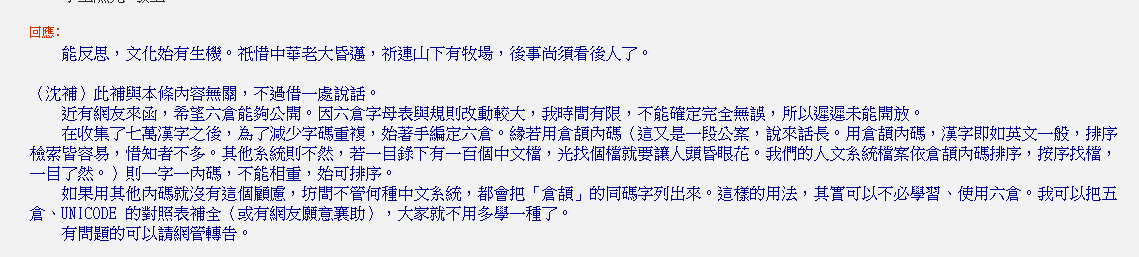 回應:
能反思，文化始有生機。祇惜中華老大昏邁，祈連山下有牧場，後事尚須看後人了。
（沈補）此補與本條內容無關，不過借一處說話。
近有網友來函，希望六倉能夠公開。因六倉字母表與規則改動較大，我時間有限，不能確定完全無誤，所以遲遲未能開放。
在收集了七萬漢字之後，為了減少字碼重複，始著手編定六倉。緣若用倉頡內碼（這又是一段公案，說來話長。用倉頡內碼，漢字即如英文一般，排序
檢索皆容易，惜知者不多。其他系統則不然，若一目錄下有一百個中文檔，光找個檔就要讓人頭昏眼花。我們的人文系統檔案依倉頡內碼排序，按序找檔，
一目了然。）則一字一內碼，不能相重，始可排序。
如果用其他內碼就沒有這個顧慮，坊間不管何種中文系統，都會把「倉頡」的同碼字列出來。這樣的用法，其實可以不必學習、使用六倉。我可以把五
倉、UNICODE 的對照表補全（或有網友願意襄助），大家就不用多學一種了。
有問題的可以請網管轉告。